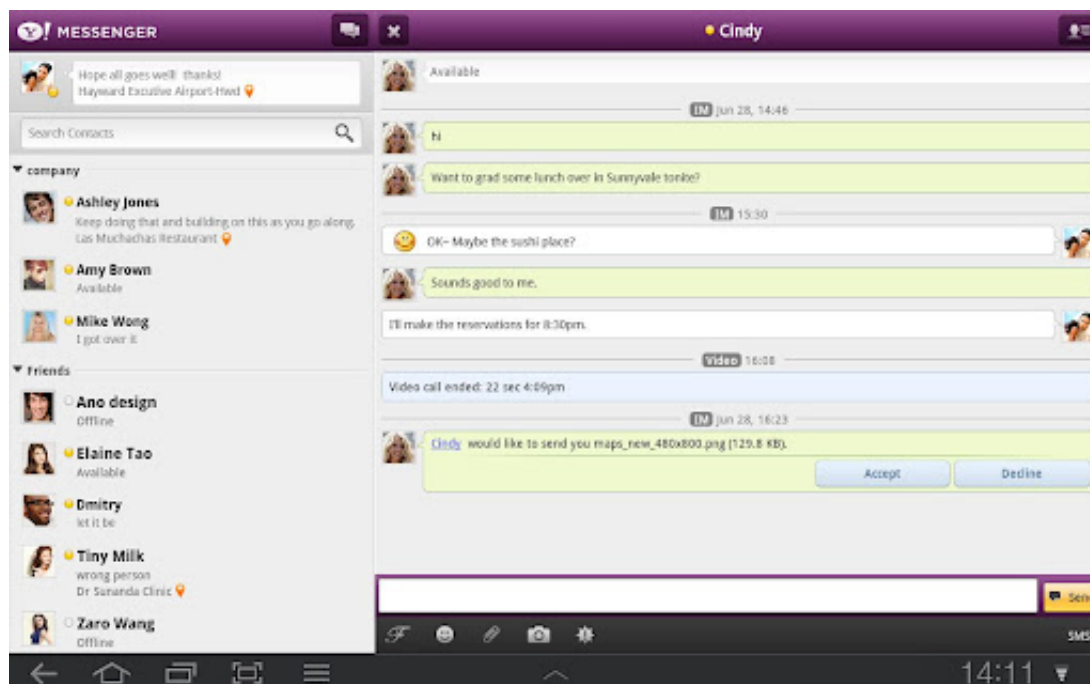 Y! MESSENGER
Hope all goes well! thanks!
Hayward Excutive Airport-Hwd
Search Contacts
company
Ashley Jones
Keep doing that and building on this as you go along.
Las Muchachas Restaurant
Amy Brown
Available
Mike Wong
I got over it
Friends
Ano design
Offline
Elaine Tao
Available
Dmitry
let it be
Tiny Milk
wrong person
Dr Sunanda Clinic
Zaro Wang
Offline
Cindy
Available
IM Jun 28, 14:46
hi
Want to grad some lunch over in Sunnyvale tonite?
IM 15:30
OK~ Maybe the sushi place?
Sounds good to me.
I'll make the reservations for 8:30pm.
Video 16:08
Video call ended: 22 sec 4:09pm
IM Jun 28, 16:23
Cindy would like to send you maps_new_480x800.png (129.8 KB).
Accept Decline
Sen
SMS
14:11